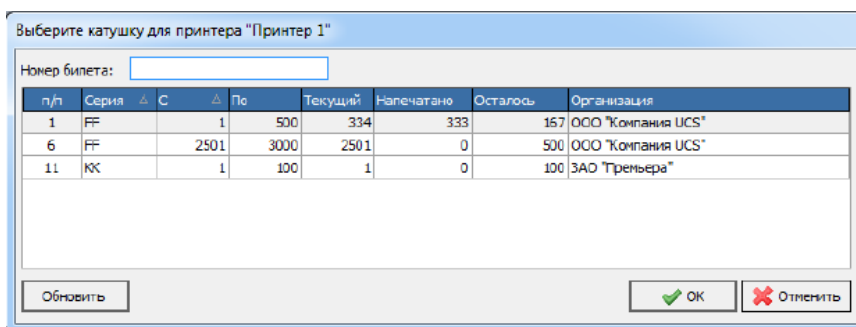 Выберите катушку для принтера "Принтер 1"
Номер билета:
п/п Серия С По Текущий Напечатано Осталось Организация
1 FF 1 500 334 333 167 ООО "Компания UCS"
6 FF 2501 3000 2501 0 500 ООО "Компания UCS"
11 КК 1 100 1 0 100 ЗАО "Премьера"
Обновить ОК Отменить